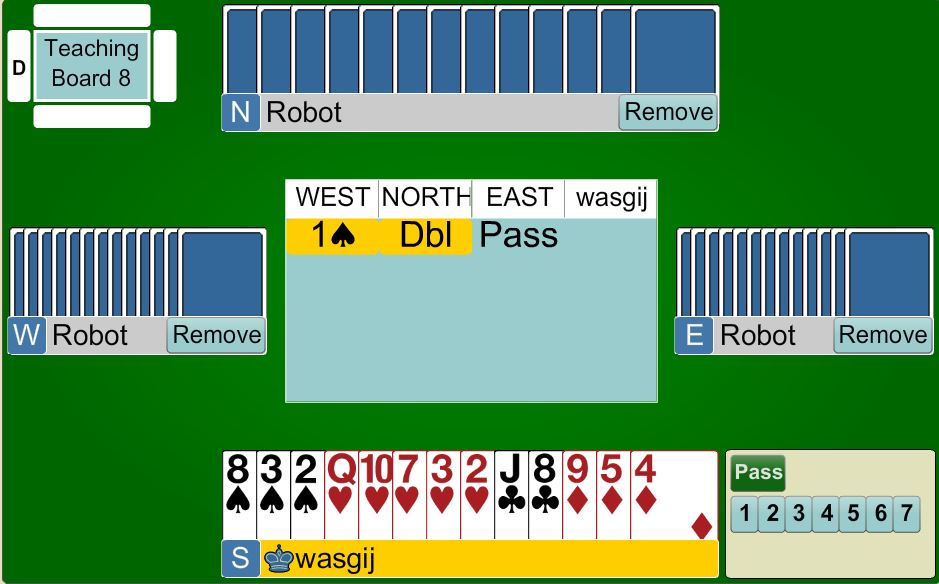 Teaching
Board 8
D
N Robot Remove
WEST NORTH EAST wasgij
1♠ Dbl Pass
W Robot Remove
E Robot Remove
8 3 2 Q 10 7 3 2 J 8 9 5 4
♠ ♠ ♠ ♥ ♥ ♥ ♥ ♥ ♣ ♣ ♦ ♦ ♦
Pass
1 2 3 4 5 6 7
S wasgij